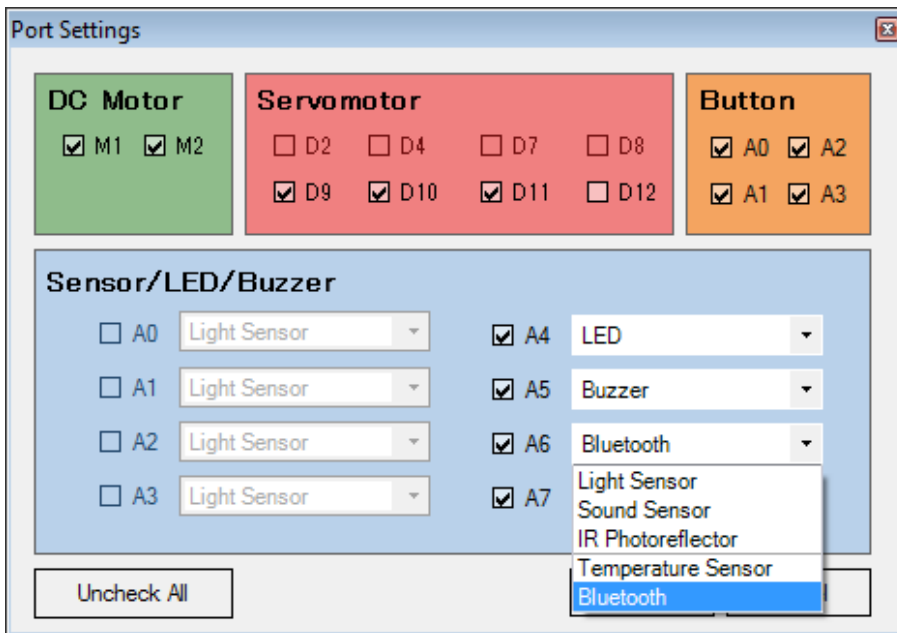 Port Settings
DC Motor
M1 M2
Servomotor
D2 D4 D7 D8
D9 D10 D11 D12
Button
A0 A2
A1 A3
Sensor/LED/Buzzer
A0 Light Sensor
A1 Light Sensor
A2 Light Sensor
A3 Light Sensor
A4 LED
A5 Buzzer
A6 Bluetooth
A7
Light Sensor
Sound Sensor
IR Photoreflector
Temperature Sensor
Bluetooth
Uncheck All